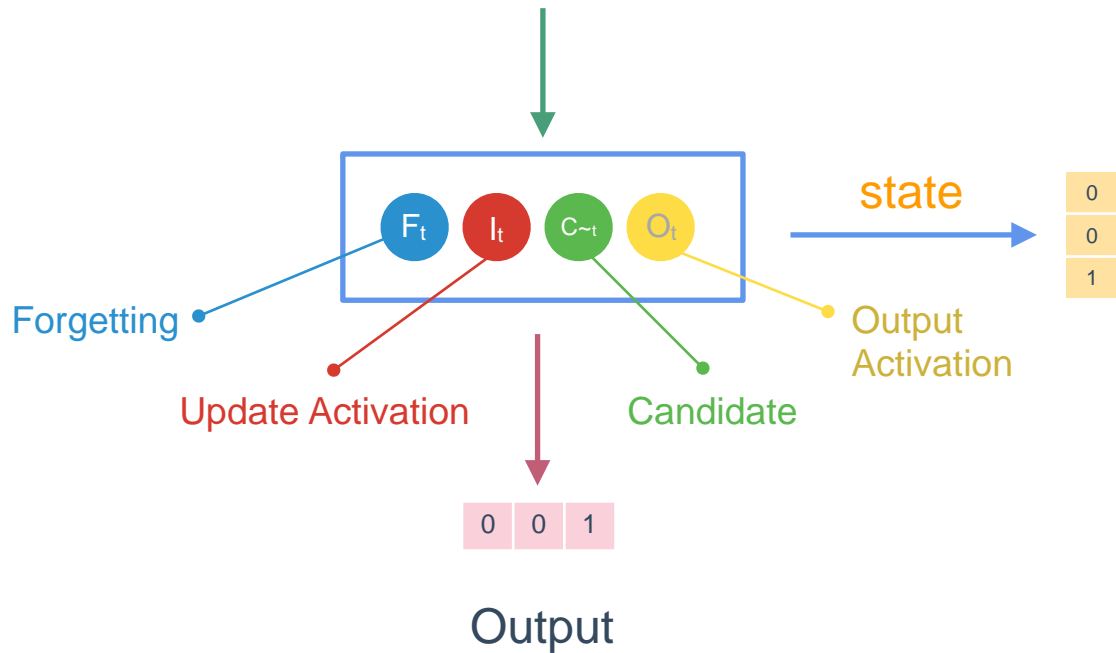 state
0
0
1
Fₜ
Iₜ
C~ₜ
Oₜ
Forgetting
Output
Activation
Update Activation
Candidate
0 0 1
Output